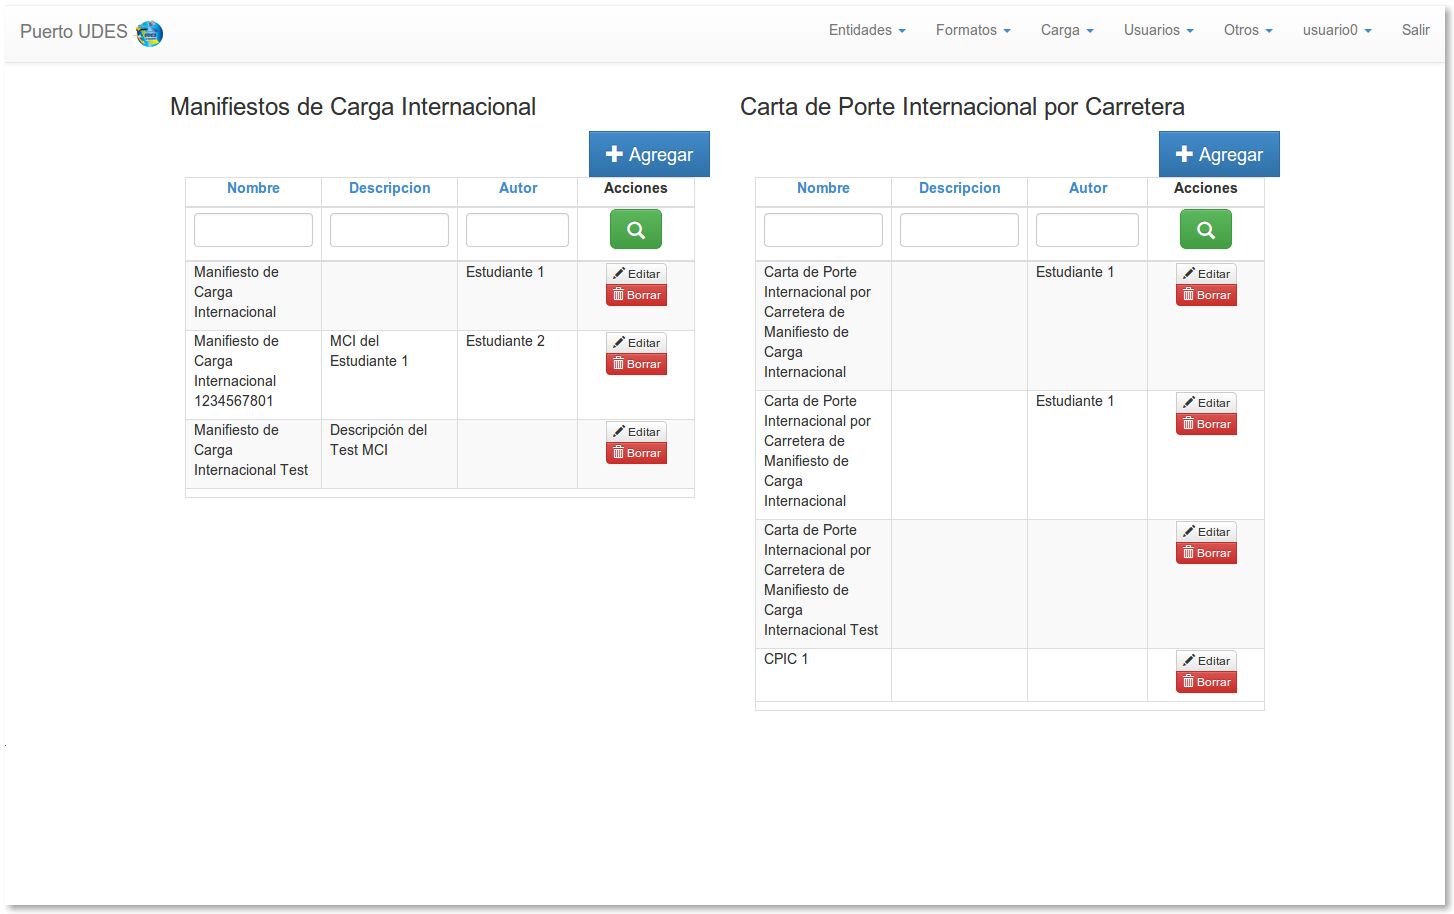 Puerto UDES
Entidades Formatos Carga Usuarios Otros usuario0 Salir
Manifiestos de Carga Internacional
Agregar
Nombre Descripcion Autor Acciones
Manifiesto de
Carga
Internacional
Estudiante 1
Editar
Borrar
Manifiesto de
Carga
Internacional
1234567801
MCI del
Estudiante 1
Estudiante 2
Editar
Borrar
Manifiesto de
Carga
Internacional Test
Descripción del
Test MCI
Editar
Borrar
Carta de Porte Internacional por Carretera
Agregar
Nombre Descripcion Autor Acciones
Carta de Porte
Internacional por
Carretera de
Manifiesto de
Carga
Internacional
Estudiante 1
Editar
Borrar
Carta de Porte
Internacional por
Carretera de
Manifiesto de
Carga
Internacional
Estudiante 1
Editar
Borrar
Carta de Porte
Internacional por
Carretera de
Manifiesto de
Carga
Internacional Test
Editar
Borrar
CPIC 1
Editar
Borrar